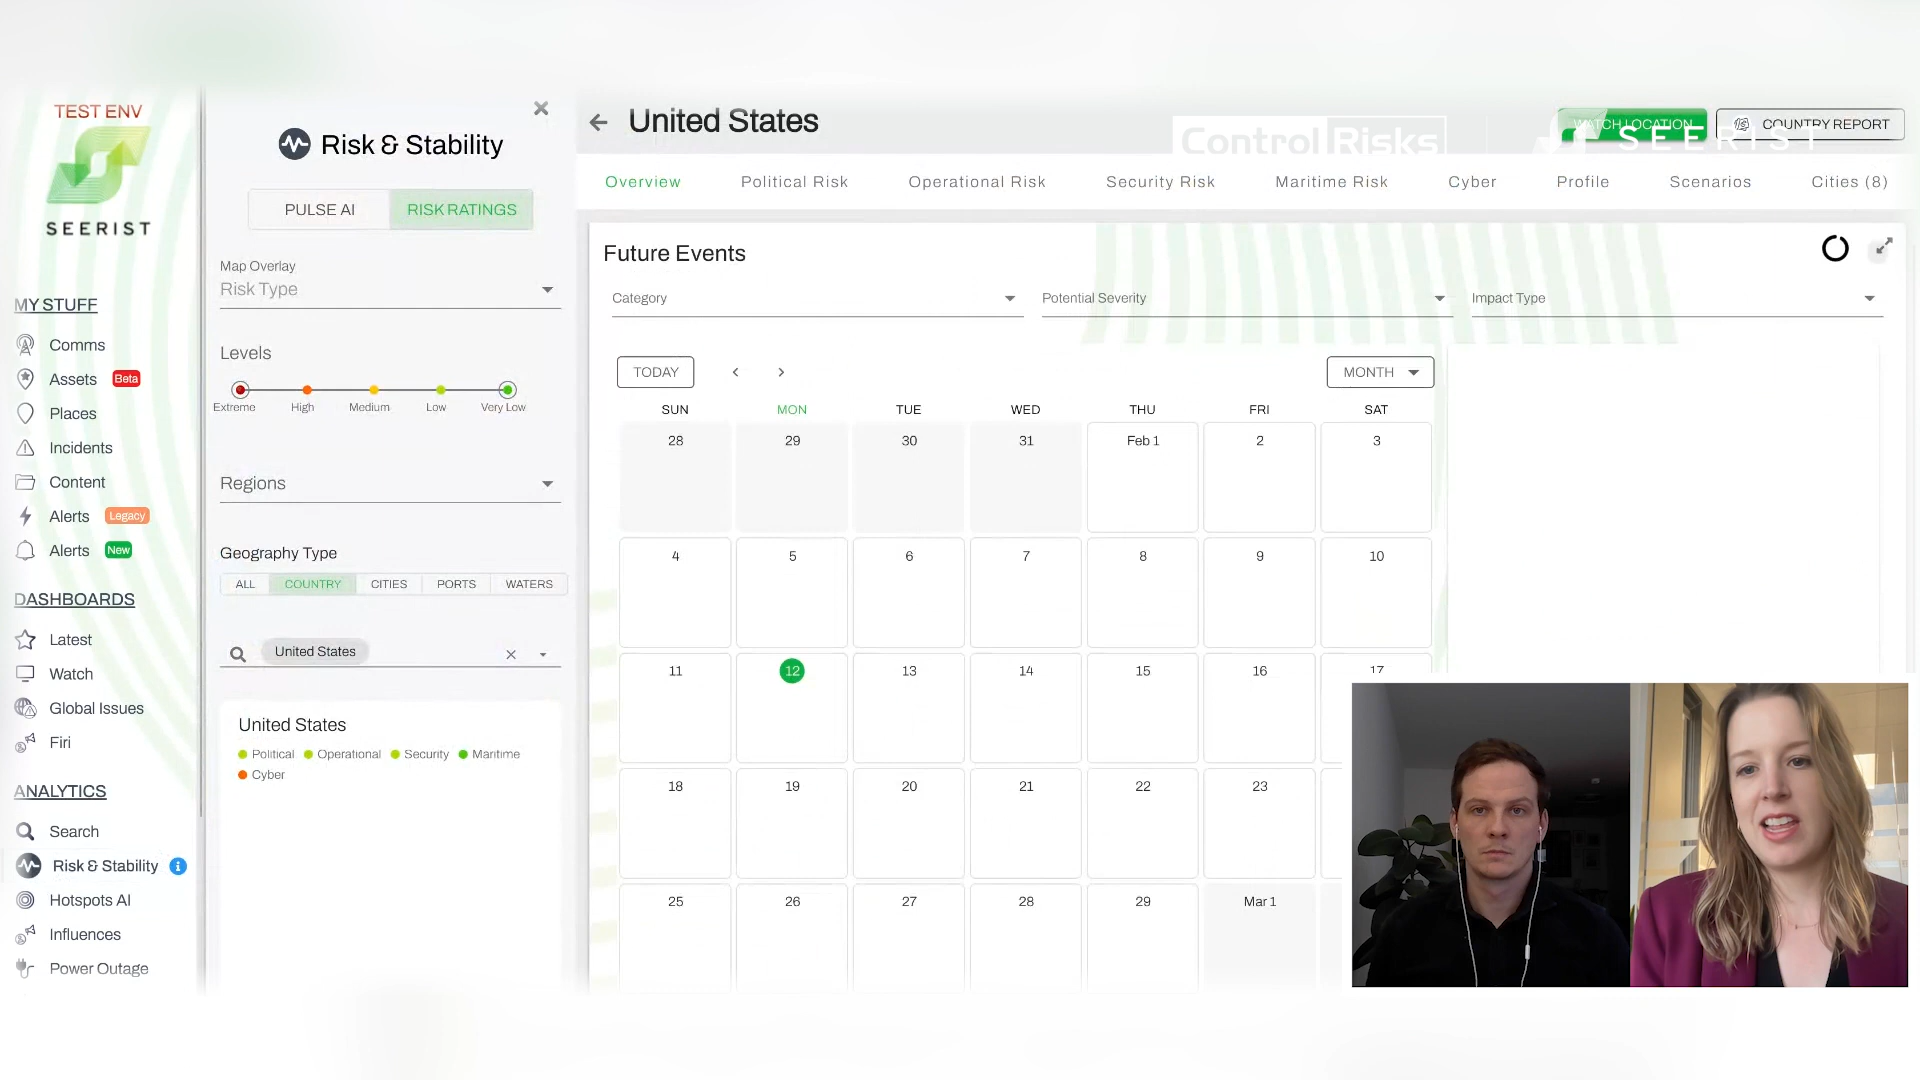 TEST ENV
SEERIST
MY STUFF
Comms
Assets Beta
Places
Incidents
Content
Alerts Legacy
Alerts New
DASHBOARDS
Latest
Watch
Global Issues
Firi
ANALYTICS
Search
Risk & Stability
Hotspots AI
Influences
Power Outage
Risk & Stability
PULSE AI RISK RATINGS
Map Overlay
Risk Type
Levels
Extreme High Medium Low Very Low
Regions
Geography Type
ALL COUNTRY CITIES PORTS WATERS
United States
United States
Political Operational Security Maritime
Cyber
United States
WATCH LOCATION COUNTRY REPORT
Control Risks SEERIST
Overview Political Risk Operational Risk Security Risk Maritime Risk Cyber Profile Scenarios Cities (8)
Future Events
Category Potential Severity Impact Type
TODAY MONTH
SUN MON TUE WED THU FRI SAT
28 29 30 31 Feb 1 2 3
4 5 6 7 8 9 10
11 12 13 14 15 16 17
18 19 20 21 22 23
25 26 27 28 29 Mar 1